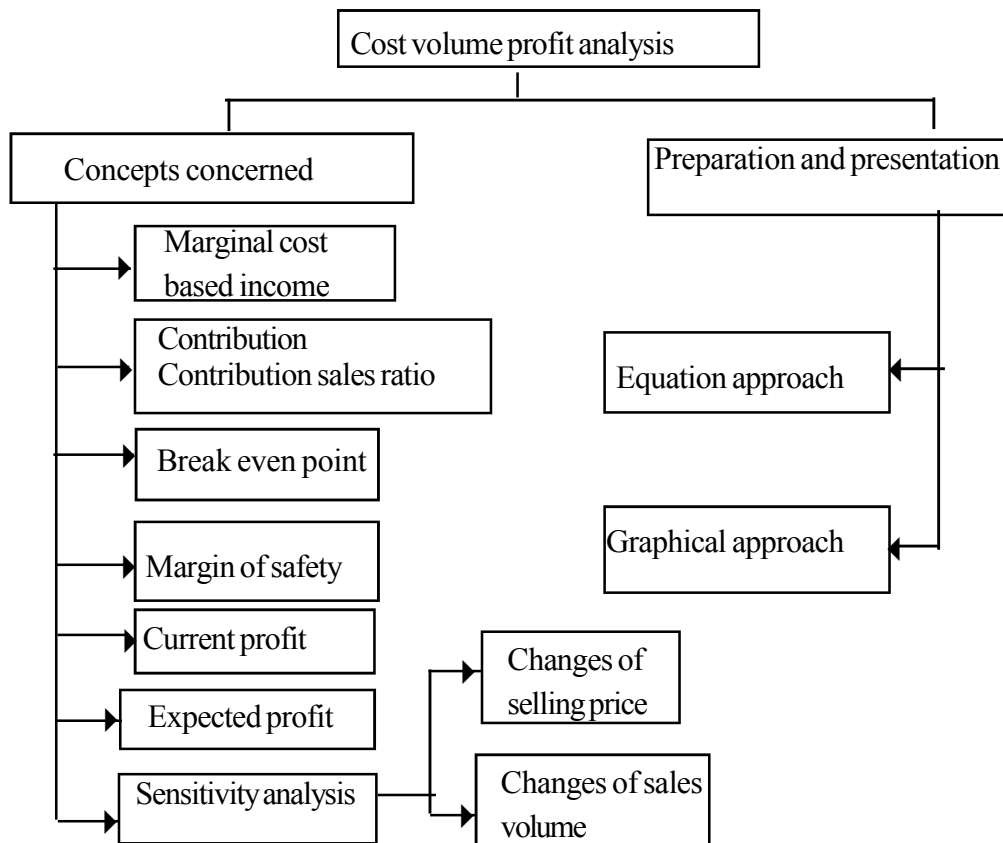 Cost volume profit analysis
Concepts concerned
Preparation and presentation
Marginal cost
based income
Contribution
Contribution sales ratio
Break even point
Margin of safety
Current profit
Expected profit
Sensitivity analysis
Changes of
selling price
Changes of sales
volume
Equation approach
Graphical approach